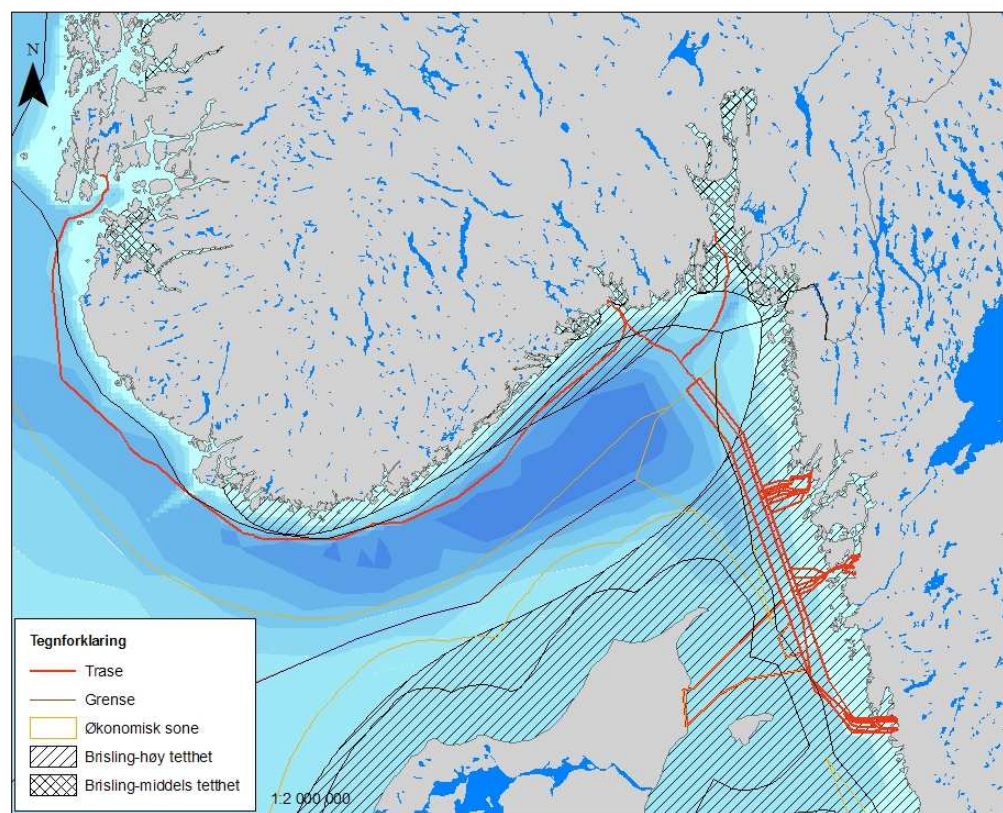 N
Tegnforklaring
Trase
Grense
Økonomisk sone
Brisling-høy tetthet
Brisling-middels tetthet
1:2 000 000